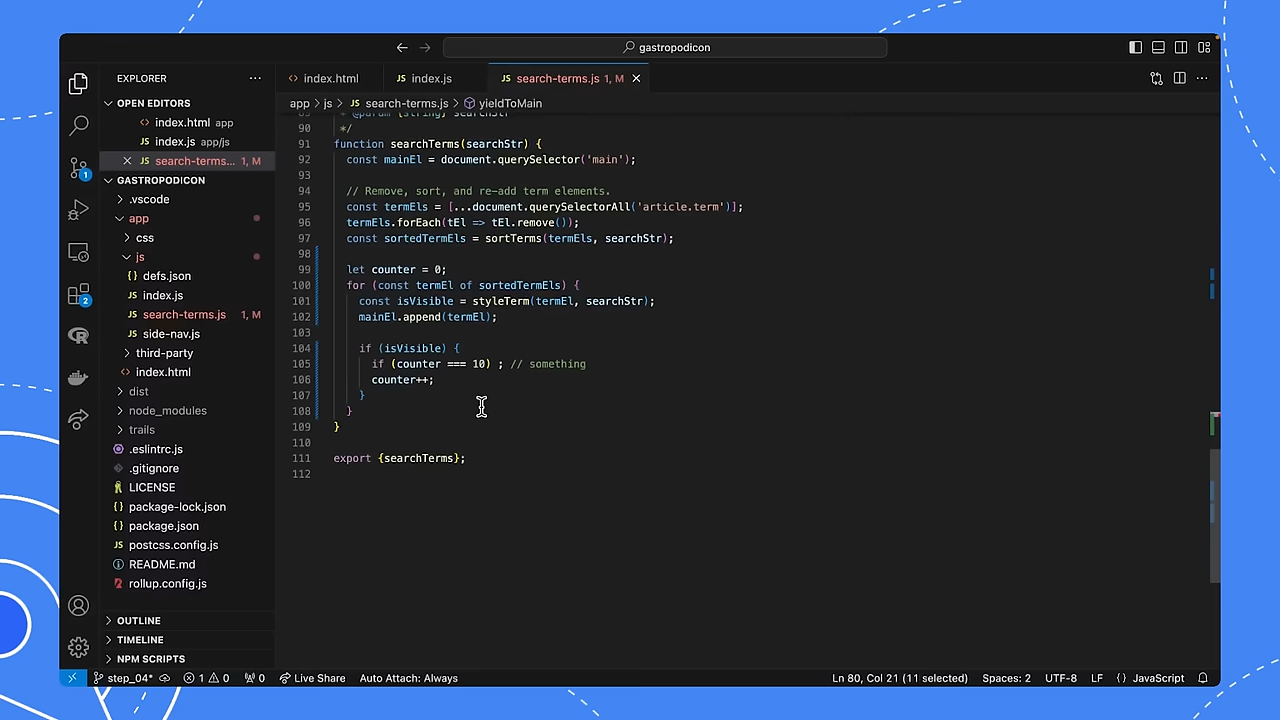 gastropodicon
EXPLORER
index.html
index.js
search-terms.js 1, M
OPEN EDITORS
app > js > search-terms.js > yieldToMain
index.html app
index.js app/js
search-terms... 1, M
GASTROPODICON
.vscode
app
css
js
defs.json
index.js
search-terms.js 1, M
side-nav.js
third-party
index.html
dist
node_modules
trails
.eslintrc.js
.gitignore
LICENSE
package-lock.json
package.json
postcss.config.js
README.md
rollup.config.js
OUTLINE
TIMELINE
NPM SCRIPTS
1
2
89 * @param {string} searchStr
90 */
91 function searchTerms(searchStr) {
92 const mainEl = document.querySelector('main');
93
94 // Remove, sort, and re-add term elements.
95 const termEls = [...document.querySelectorAll('article.term')];
96 termEls.forEach(tEl => tEl.remove());
97 const sortedTermEls = sortTerms(termEls, searchStr);
98
99 let counter = 0;
100 for (const termEl of sortedTermEls) {
101 const isVisible = styleTerm(termEl, searchStr);
102 mainEl.append(termEl);
103
104 if (isVisible) {
105 if (counter === 10) ; // something
106 counter++;
107 }
108 }
109 }
110
111 export {searchTerms};
112
step_04* 1 0 0 Live Share Auto Attach: Always Ln 80, Col 21 (11 selected) Spaces: 2 UTF-8 LF {} JavaScript